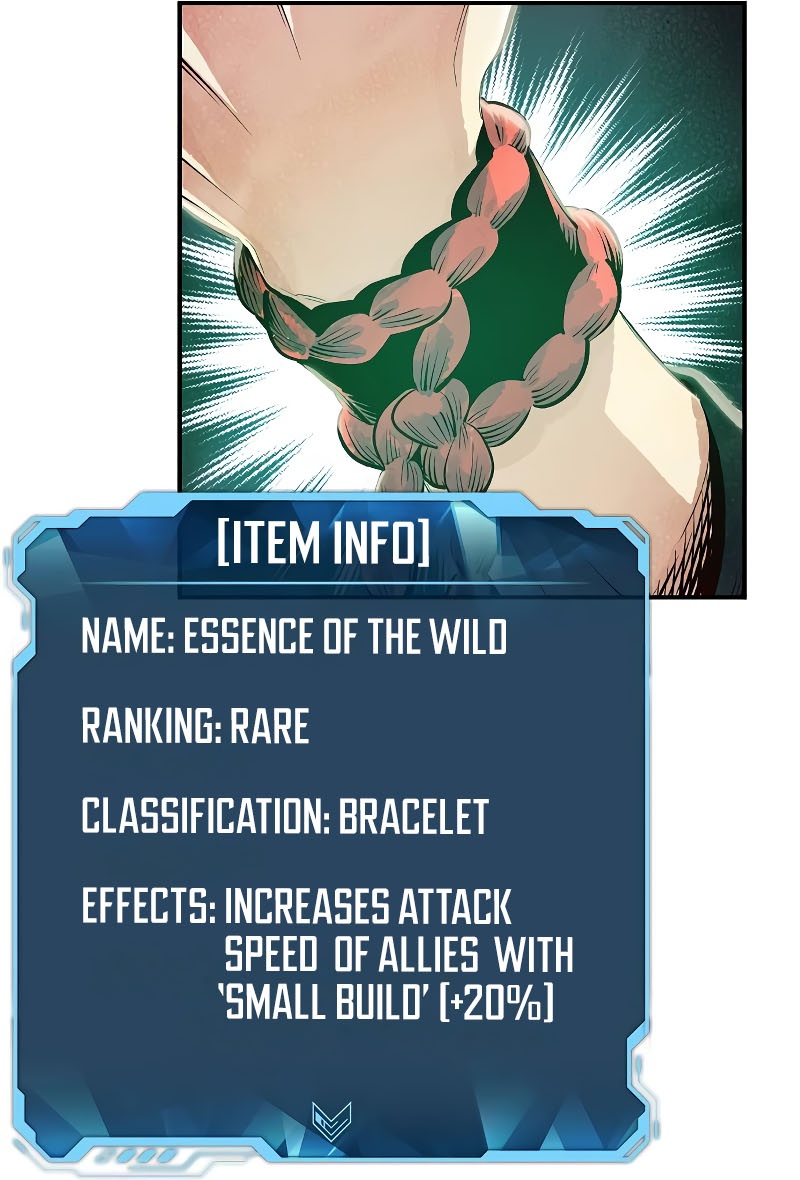 [ITEM INFO]
NAME: ESSENCE OF THE WILD
RANKING: RARE
CLASSIFICATION: BRACELET
EFFECTS: INCREASES ATTACK
SPEED OF ALLIES WITH
'SMALL BUILD' [+20%]